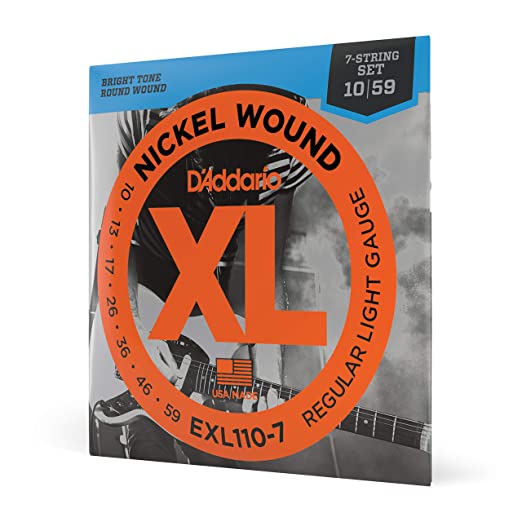 BRIGHT TONE
ROUND WOUND
7-STRING
SET
10|59
NICKEL WOUND
D'Addario
XL
USA MADE
10 • 13 • 17 • 26 • 36 • 46 • 59
EXL110-7
REGULAR LIGHT GAUGE